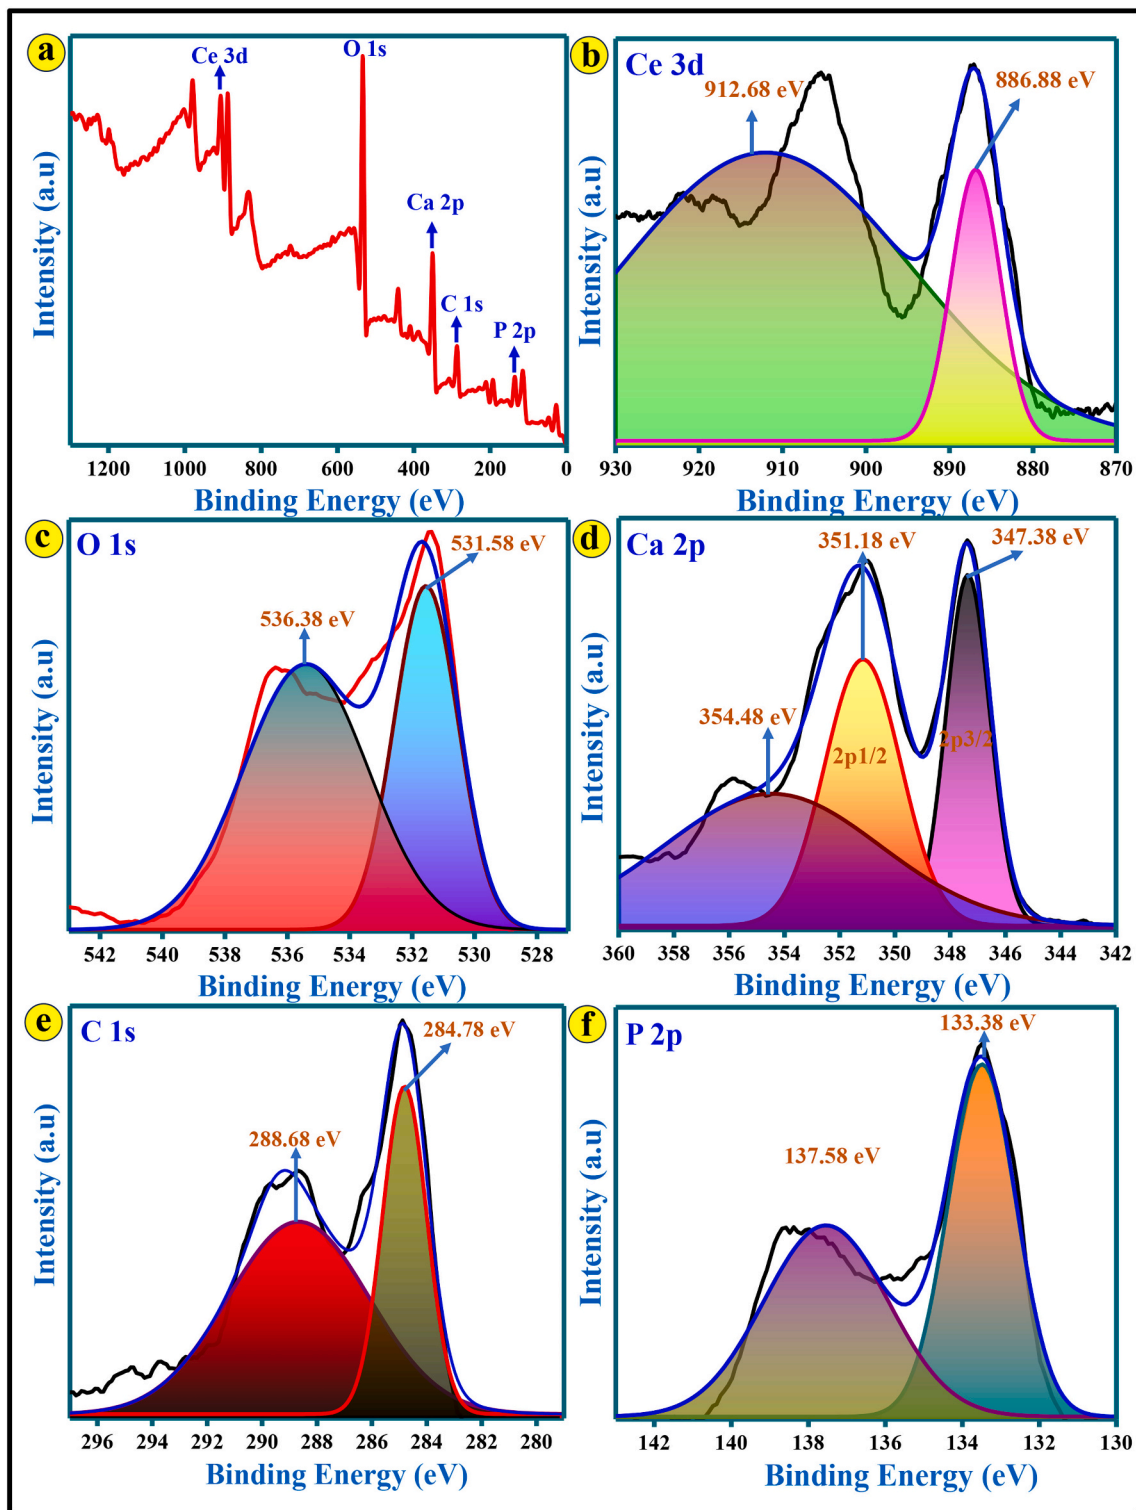 a
Ce 3d
O 1s
Ca 2p
C 1s
P 2p
Intensity (a.u)
1200 1000 800 600 400 200 0
Binding Energy (eV)
b
Ce 3d
912.68 eV
886.88 eV
Intensity (a.u)
930 920 910 900 890 880 870
Binding Energy (eV)
c
O 1s
531.58 eV
536.38 eV
Intensity (a.u)
542 540 538 536 534 532 530 528
Binding Energy (eV)
d
Ca 2p
351.18 eV
347.38 eV
354.48 eV
2p1/2
2p3/2
Intensity (a.u)
360 358 356 354 352 350 348 346 344 342
Binding Energy (eV)
e
C 1s
284.78 eV
288.68 eV
Intensity (a.u)
296 294 292 290 288 286 284 282 280
Binding Energy (eV)
f
P 2p
133.38 eV
137.58 eV
Intensity (a.u)
142 140 138 136 134 132 130
Binding Energy (eV)